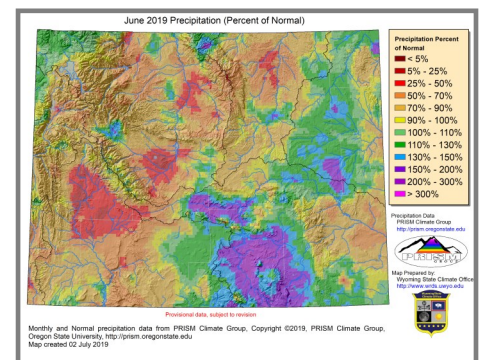 June 2019 Precipitation (Percent of Normal)
Precipitation Percent
of Normal
< 5%
5% - 25%
25% - 50%
50% - 70%
70% - 90%
90% - 100%
100% - 110%
110% - 130%
130% - 150%
150% - 200%
200% - 300%
> 300%
Precipitation Data
PRISM Climate Group
http://prism.oregonstate.edu
PRISM
GROUP
Map Prepared by:
Wyoming State Climate Office
http://www.wrds.uwyo.edu
Provisional data, subject to revision
Monthly and Normal precipitation data from PRISM Climate Group, Copyright ©2019, PRISM Climate Group,
Oregon State University, http://prism.oregonstate.edu
Map created 02 July 2019